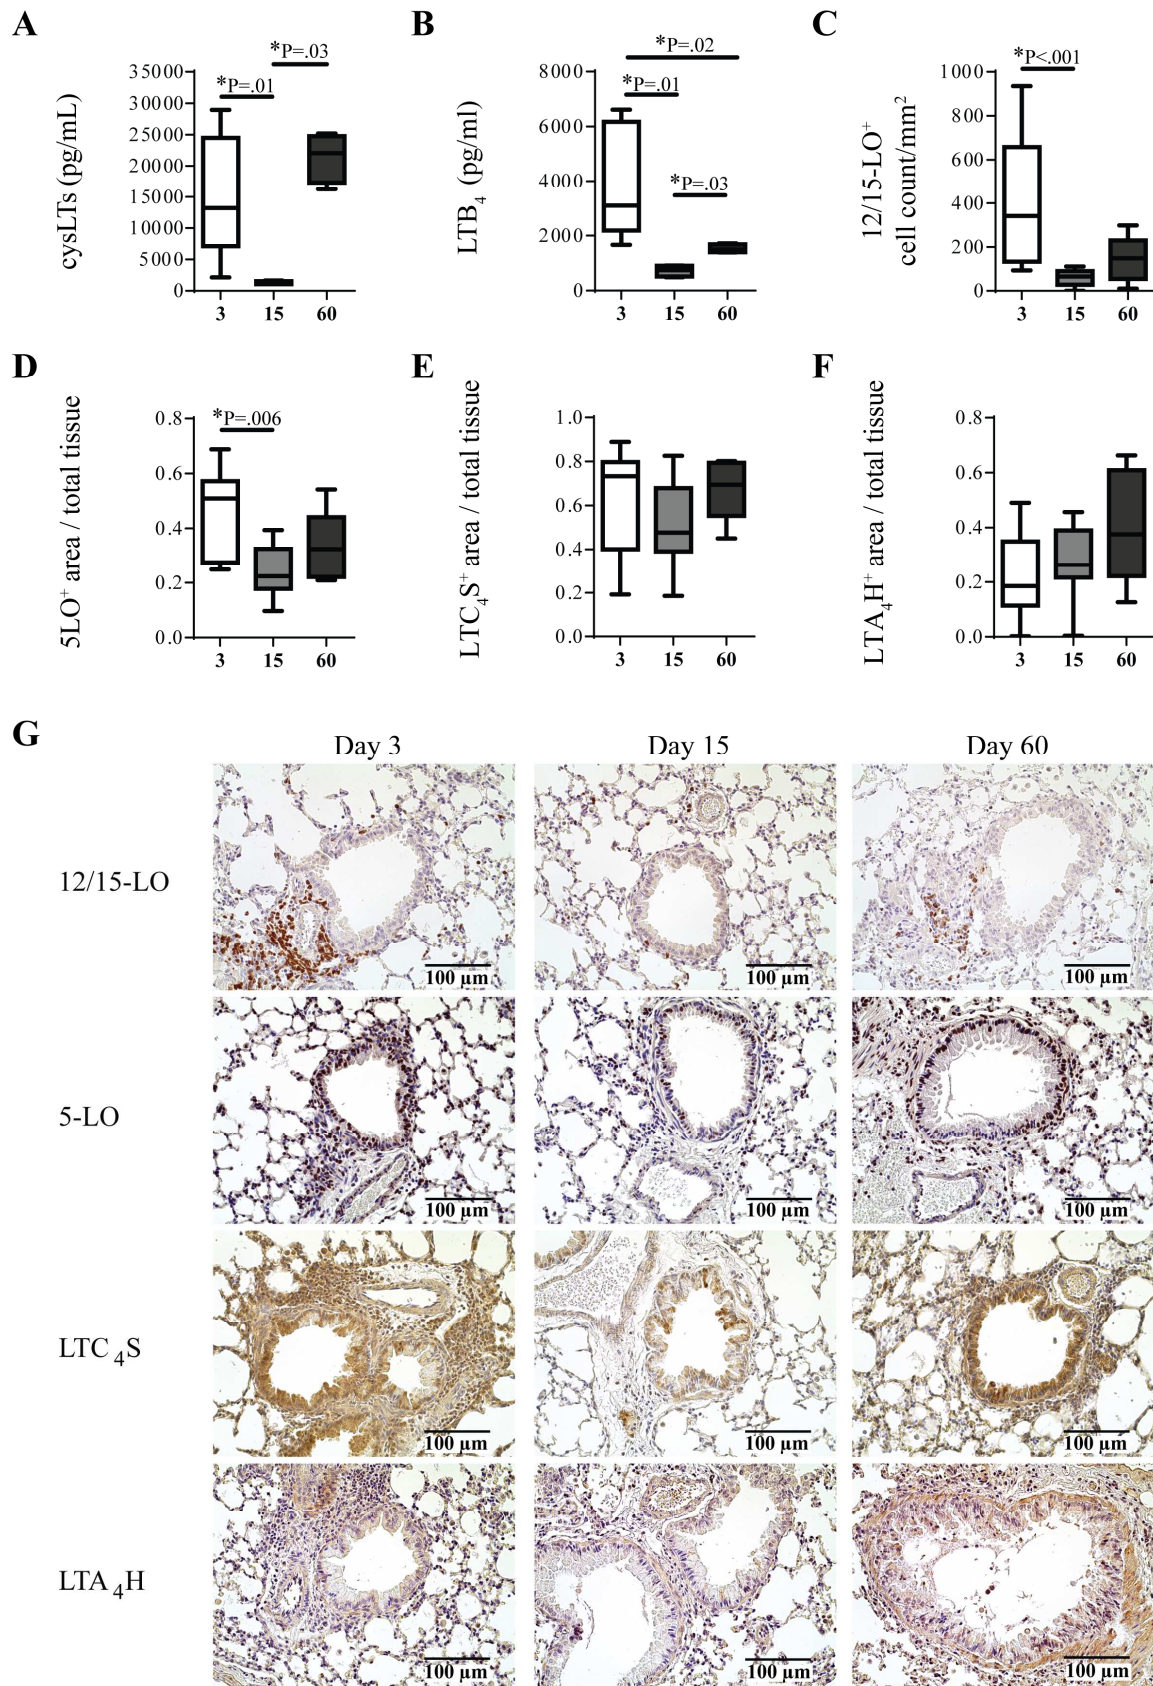 A
cysLTs (pg/mL)
*P=.03
*P=.01
35000
30000
25000
20000
15000
10000
5000
0
3 15 60
B
LTB4 (pg/ml)
*P=.02
*P=.01
*P=.03
8000
6000
4000
2000
0
3 15 60
C
12/15-LO+
cell count/mm2
*P<.001
1000
800
600
400
200
0
3 15 60
D
5LO+ area / total tissue
*P=.006
0.8
0.6
0.4
0.2
0.0
3 15 60
E
LTC4S+ area / total tissue
1.0
0.8
0.6
0.4
0.2
0.0
3 15 60
F
LTA4H+ area / total tissue
0.8
0.6
0.4
0.2
0.0
3 15 60
G
Day 3 Day 15 Day 60
12/15-LO
100 µm 100 µm 100 µm
5-LO
100 µm 100 µm 100 µm
LTC 4S
100 µm 100 µm 100 µm
LTA 4H
100 µm 100 µm 100 µm